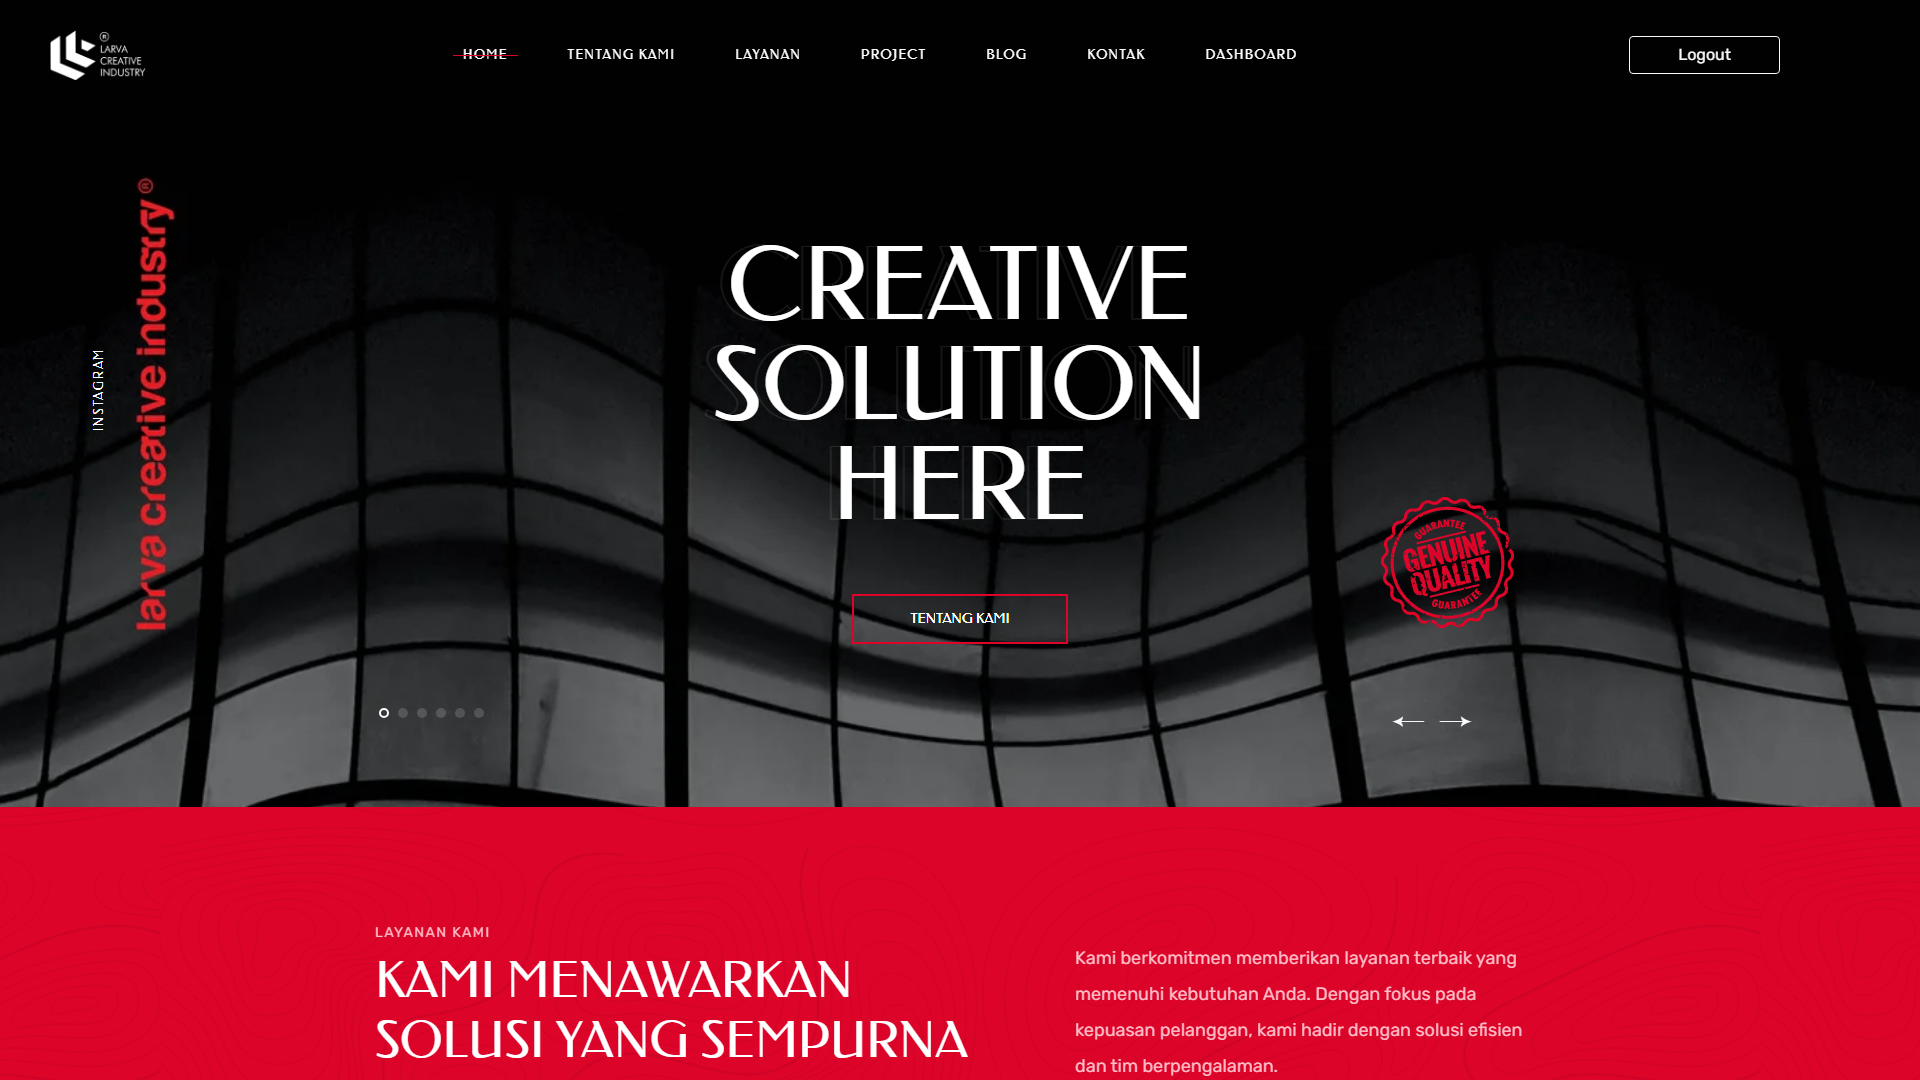 ®
LARVA
CREATIVE
INDUSTRY
HOME
TENTANG KAMI
LAYANAN
PROJECT
BLOG
KONTAK
DASHBOARD
Logout
INSTAGRAM
larva creative industry®
CREATIVE
SOLUTION
HERE
TENTANG KAMI
GUARANTEE
GENUINE
QUALITY
GUARANTEE
LAYANAN KAMI
KAMI MENAWARKAN
SOLUSI YANG SEMPURNA
Kami berkomitmen memberikan layanan terbaik yang
memenuhi kebutuhan Anda. Dengan fokus pada
kepuasan pelanggan, kami hadir dengan solusi efisien
dan tim berpengalaman.